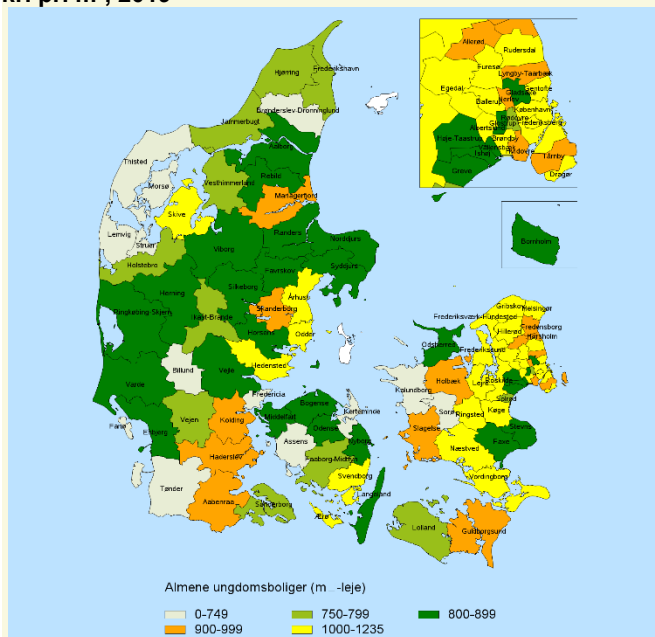 Hjørring
Frederikshavn
Brønderslev-Dronninglund
Jammerbugt
Aalborg
Thisted
Morsø
Vesthimmerland
Rebild
Mariagerfjord
Skive
Lemvig
Struer
Holstebro
Viborg
Randers
Norddjurs
Favrskov
Syddjurs
Silkeborg
Herning
Ringkøbing-Skjern
Ikast-Brande
Skanderborg
Århus
Odder
Horsens
Hedensted
Billund
Vejle
Varde
Fredericia
Fanø
Esbjerg
Vejen
Kolding
Haderslev
Tønder
Aabenraa
Sønderborg
Bogense
Middelfart
Odense
Kerteminde
Nyborg
Assens
Faaborg-Midtfyn
Svendborg
Langeland
Ærø
Allerød
Rudersdal
Furesø
Lyngby-Taarbæk
Egedal
Gentofte
Ballerup
København
Frederiksberg
Albertslund
Glostrup
Rødovre
Brøndby
Høje-Taastrup
Ishøj
Hvidovre
Tårnby
Greve
Dragør
Bornholm
Gribskov
Helsingør
Frederiksværk-Hundested
Fredensborg
Hillerød
Hørsholm
Frederikssund
Odsherred
Kalundborg
Holbæk
Lejre
Roskilde
Solrød
Sorø
Ringsted
Køge
Slagelse
Stevns
Faxe
Næstved
Vordingborg
Lolland
Guldborgsund
Almene ungdomsboliger (m -leje)
0-749 750-799 800-899
900-999 1000-1235